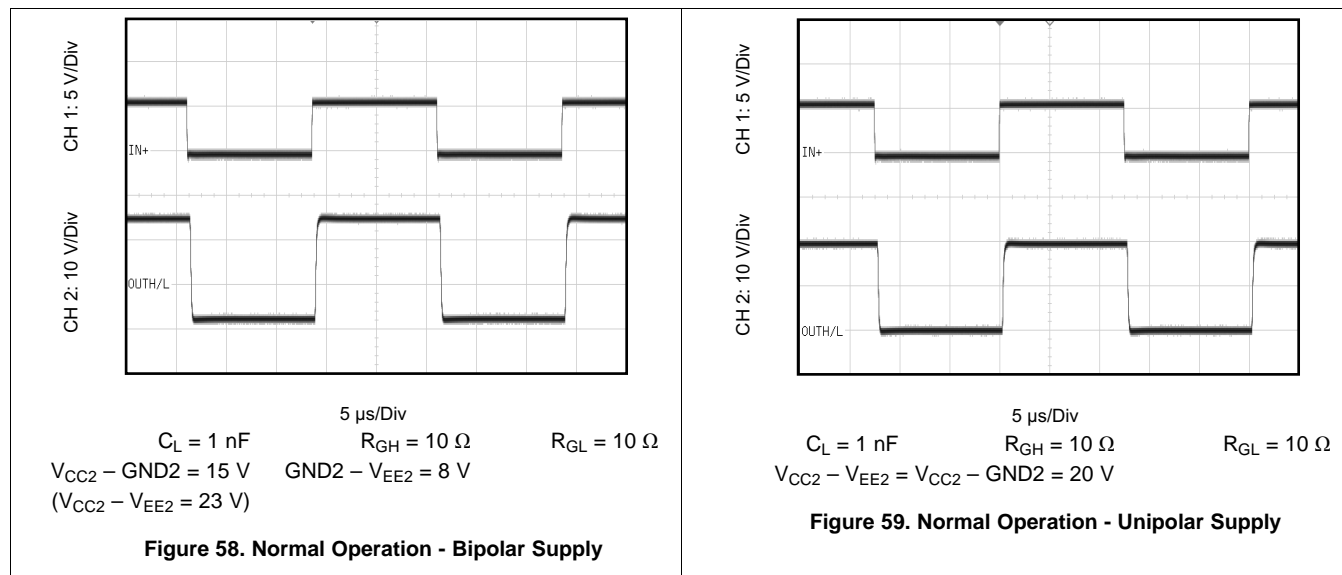 CH 1: 5 V/Div
IN+
CH 2: 10 V/Div
OUTH/L
5 µs/Div
C_L = 1 nF R_GH = 10 Ω R_GL = 10 Ω
V_CC2 – GND2 = 15 V GND2 – V_EE2 = 8 V
(V_CC2 – V_EE2 = 23 V)
Figure 58. Normal Operation - Bipolar Supply
CH 1: 5 V/Div
IN+
CH 2: 10 V/Div
OUTH/L
5 µs/Div
C_L = 1 nF R_GH = 10 Ω R_GL = 10 Ω
V_CC2 – V_EE2 = V_CC2 – GND2 = 20 V
Figure 59. Normal Operation - Unipolar Supply